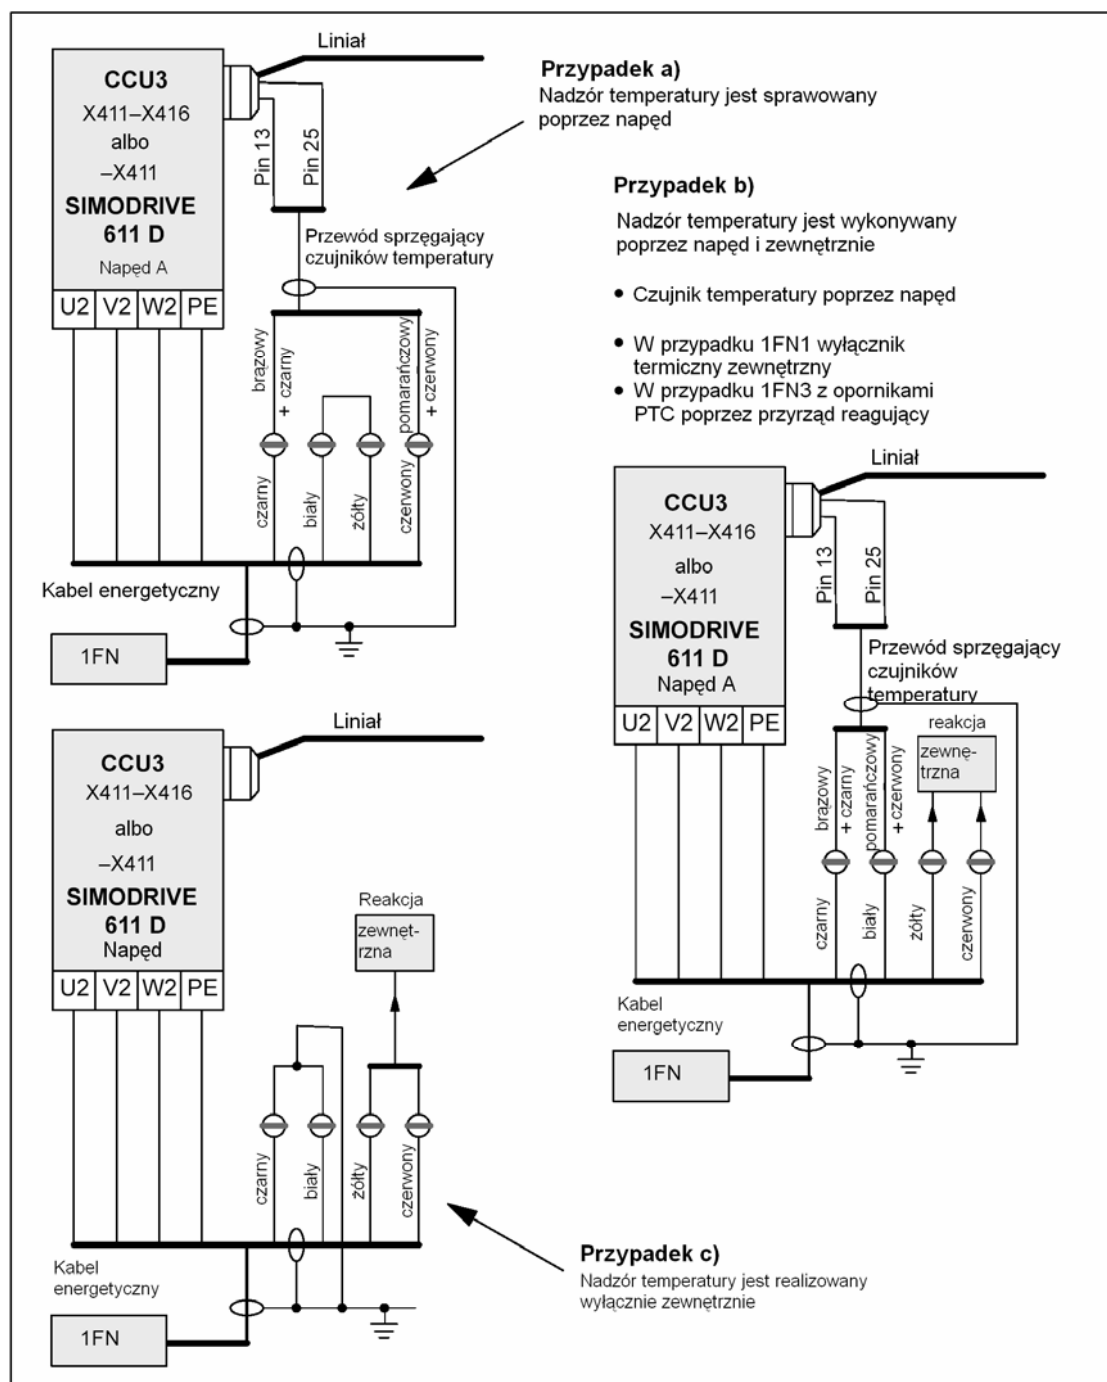 Liniał
CCU3
X411–X416
albo
–X411
SIMODRIVE
611 D
Napęd A
U2 V2 W2 PE
Pin 13
Pin 25
Przewód sprzęgający
czujników temperatury
brązowy
+ czarny
pomarańczowy
+ czerwony
czarny
biały
żółty
czerwony
Kabel energetyczny
1FN
Przypadek a)
Nadzór temperatury jest sprawowany
poprzez napęd
Przypadek b)
Nadzór temperatury jest wykonywany
poprzez napęd i zewnętrznie
• Czujnik temperatury poprzez napęd
• W przypadku 1FN1 wyłącznik
termiczny zewnętrzny
• W przypadku 1FN3 z opornikami
PTC poprzez przyrząd reagujący
Liniał
CCU3
X411–X416
albo
–X411
SIMODRIVE
611 D
Napęd A
U2 V2 W2 PE
Pin 13
Pin 25
Przewód sprzęgający
czujników
temperatury
reakcja
zewnę-
trzna
brązowy
+ czarny
pomarańczowy
+czerwony
czarny
biały
żółty
czerwony
Kabel
energetyczny
1FN
Liniał
CCU3
X411–X416
albo
–X411
SIMODRIVE
611 D
Napęd
U2 V2 W2 PE
Reakcja
zewnęt-
rzna
czarny
biały
żółty
czerwony
Kabel
energetyczny
1FN
Przypadek c)
Nadzór temperatury jest realizowany
wyłącznie zewnętrznie